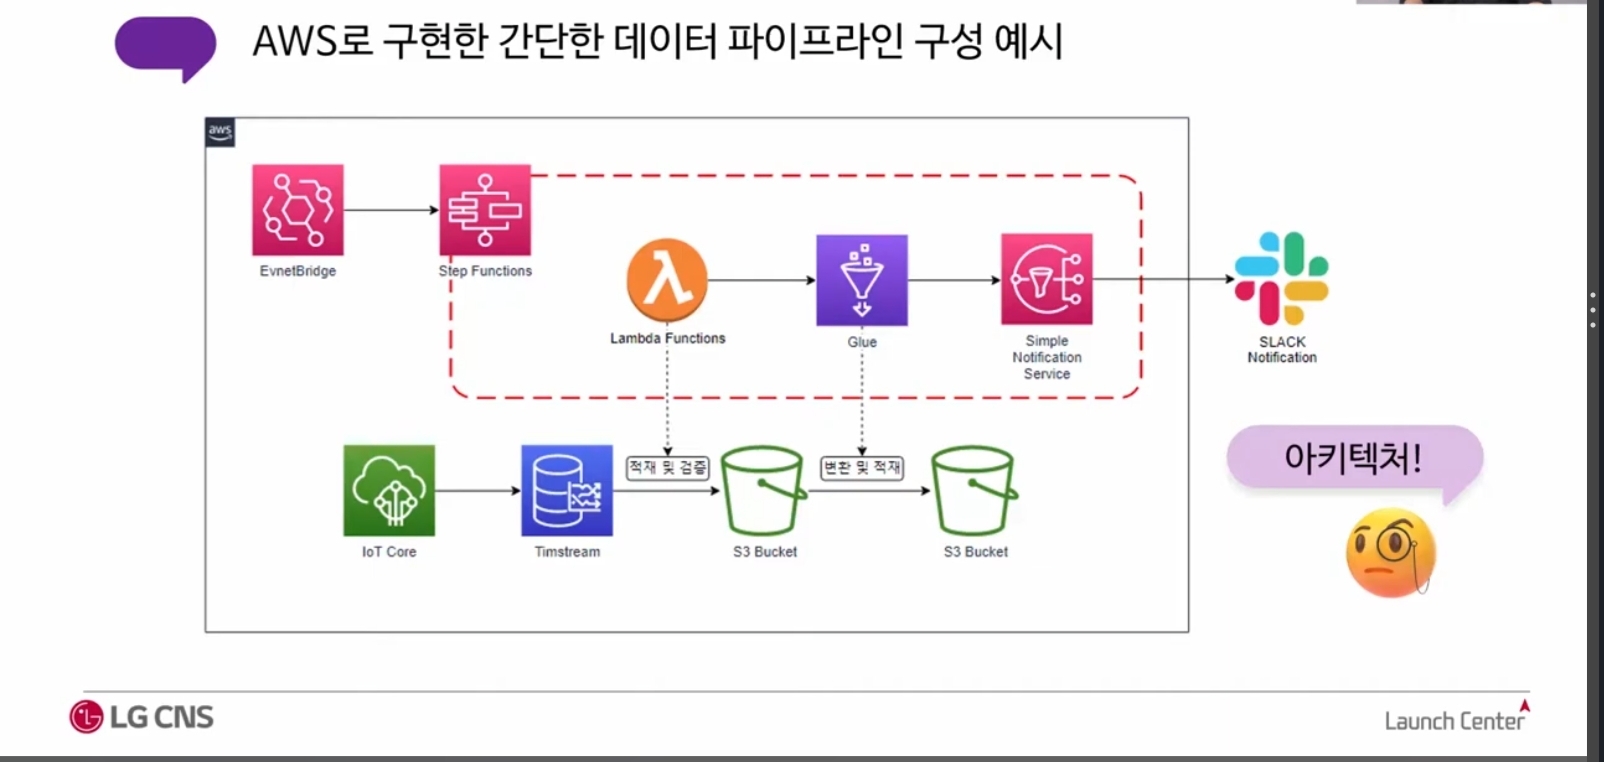 AWS로 구현한 간단한 데이터 파이프라인 구성 예시
aws
EvnetBridge
Step Functions
Lambda Functions
Glue
Simple
Notification
Service
SLACK
Notification
적재 및 검증
변환 및 적재
IoT Core
Timstream
S3 Bucket
S3 Bucket
아키텍처!
LG CNS
Launch Center